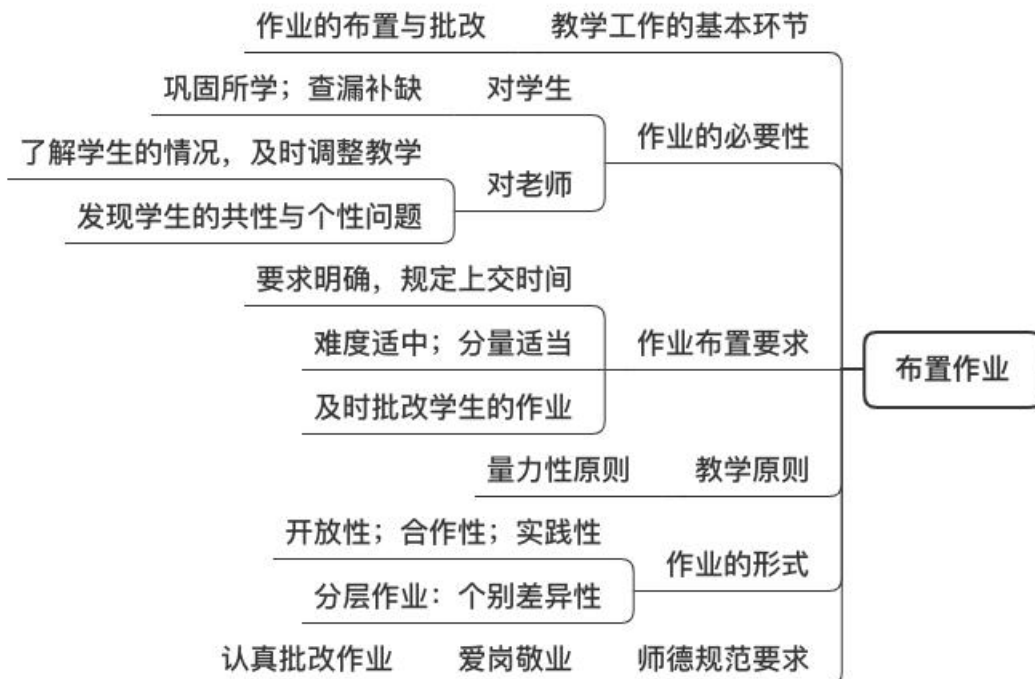 作业的布置与批改 教学工作的基本环节
巩固所学；查漏补缺 对学生
作业的必要性
了解学生的情况，及时调整教学
对老师
发现学生的共性与个性问题
要求明确，规定上交时间
难度适中；分量适当 作业布置要求
布置作业
及时批改学生的作业
量力性原则 教学原则
开放性；合作性；实践性
作业的形式
分层作业：个别差异性
认真批改作业 爱岗敬业 师德规范要求